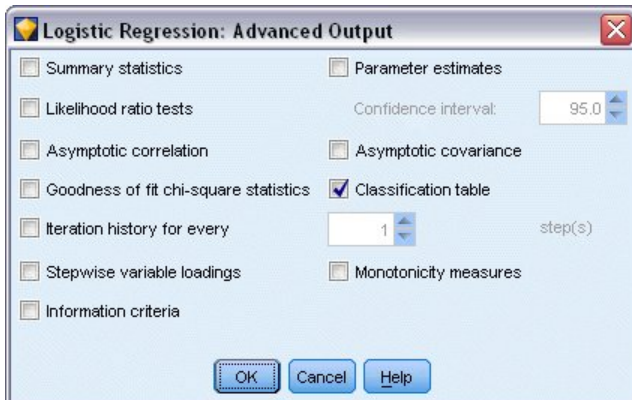 Logistic Regression: Advanced Output
Summary statistics
Parameter estimates
Likelihood ratio tests
Confidence interval:
95.0
Asymptotic correlation
Asymptotic covariance
Goodness of fit chi-square statistics
Classification table
Iteration history for every
1
step(s)
Stepwise variable loadings
Monotonicity measures
Information criteria
OK
Cancel
Help